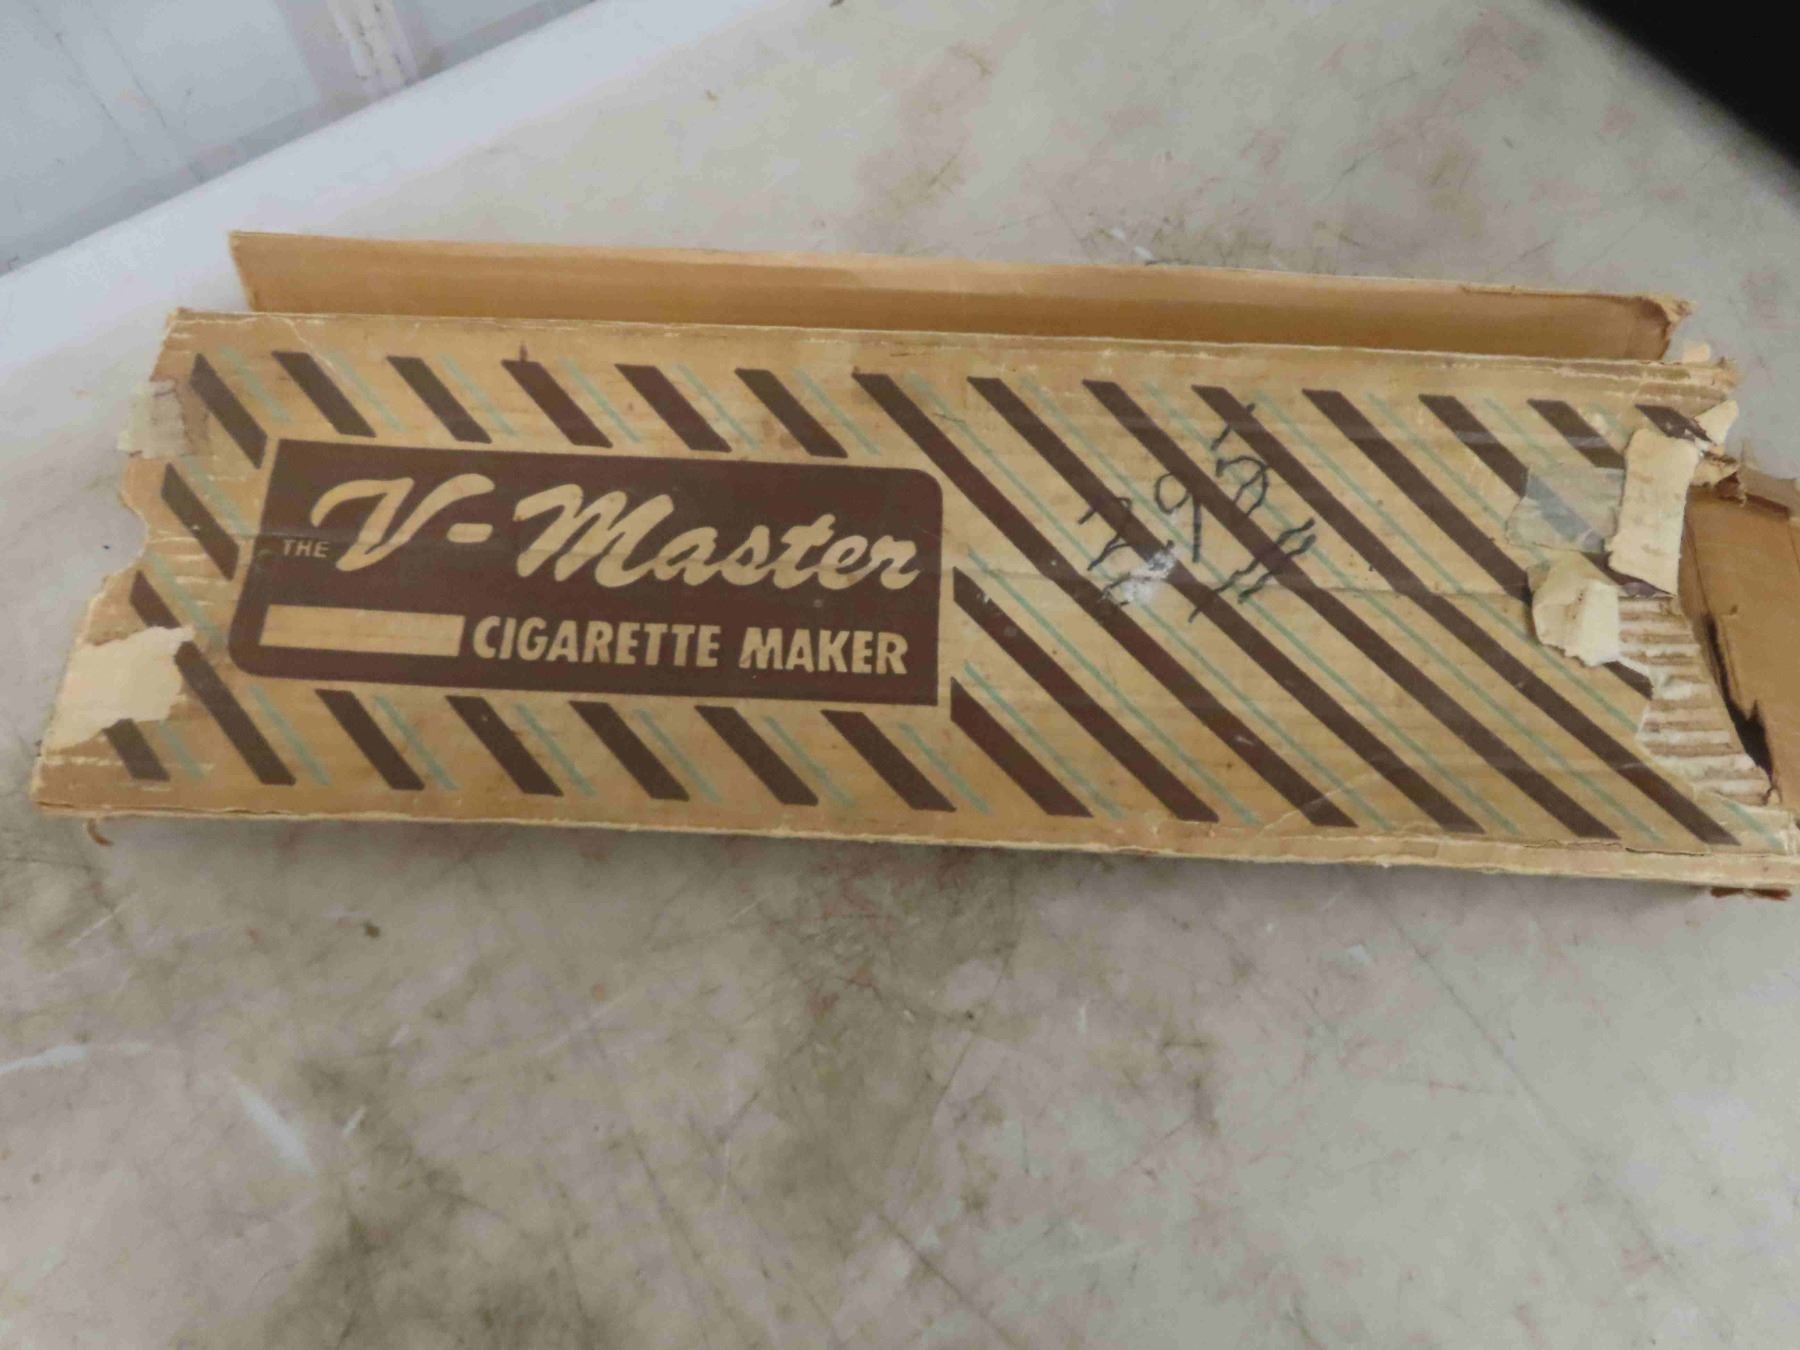 THE V-Master
CIGARETTE MAKER